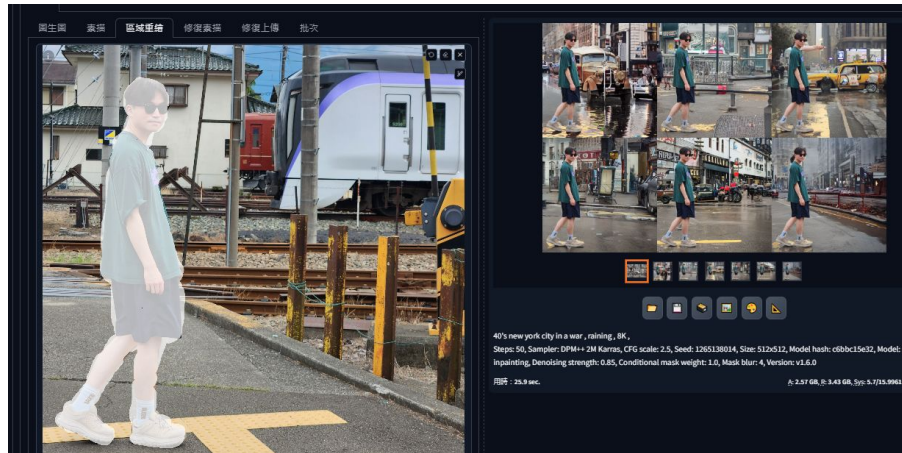 圖生圖
素描
區域重繪
修復素描
修復上傳
批次
40's new york city in a war , raining , 8K ,
Steps: 50, Sampler: DPM++ 2M Karras, CFG scale: 2.5, Seed: 1265138014, Size: 512x512, Model hash: c6bbc15e32, Model:
inpainting, Denoising strength: 0.85, Conditional mask weight: 1.0, Mask blur: 4, Version: v1.6.0
用時：25.9 sec.
A: 2.57 GB, R: 3.43 GB, Sys: 5.7/15.9961